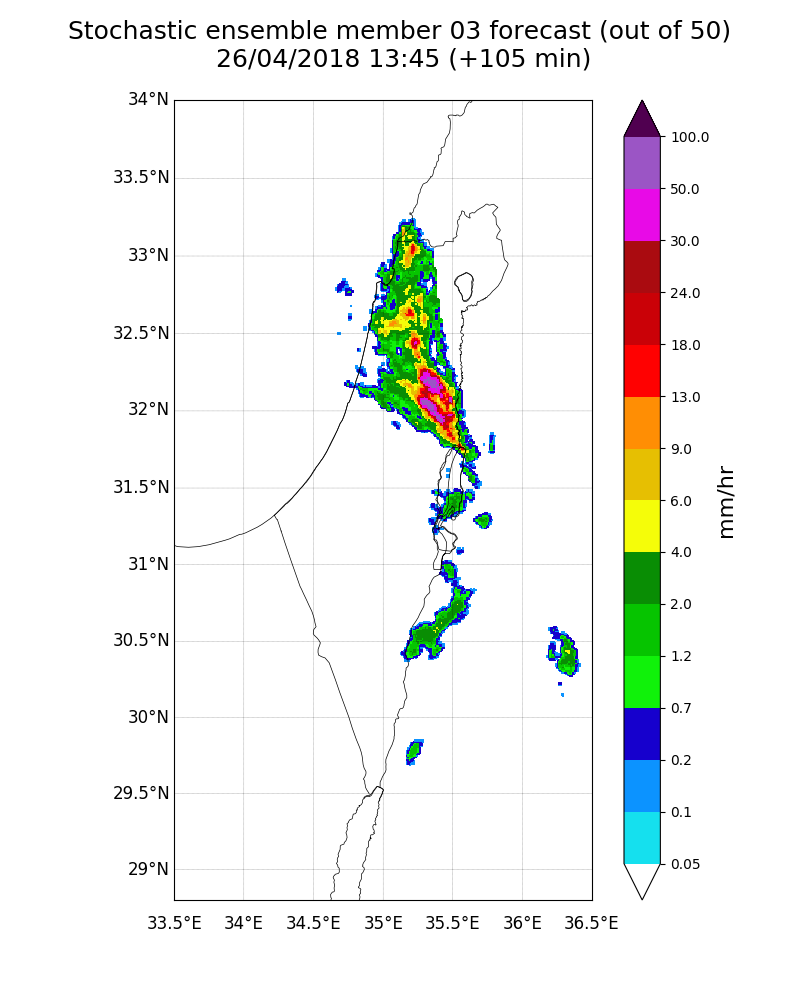 Stochastic ensemble member 03 forecast (out of 50)
26/04/2018 13:45 (+105 min)
34°N
33.5°N
33°N
32.5°N
32°N
31.5°N
31°N
30.5°N
30°N
29.5°N
29°N
33.5°E 34°E 34.5°E 35°E 35.5°E 36°E 36.5°E
100.0
50.0
30.0
24.0
18.0
13.0
9.0
6.0
4.0
2.0
1.2
0.7
0.2
0.1
0.05
mm/hr